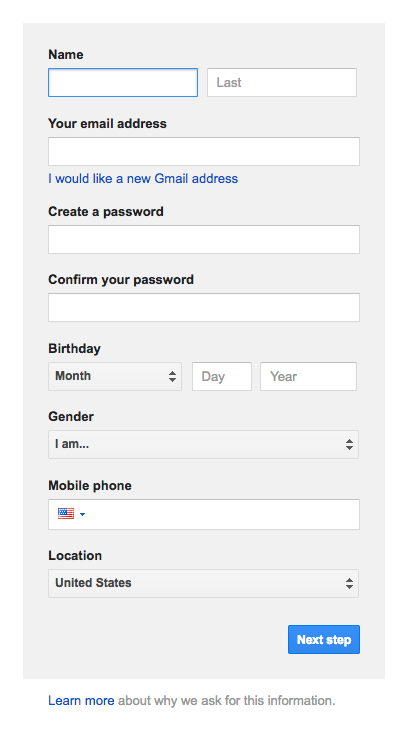 Name
Last
Your email address
I would like a new Gmail address
Create a password
Confirm your password
Birthday
Month Day Year
Gender
I am...
Mobile phone
Location
United States
Next step
Learn more about why we ask for this information.